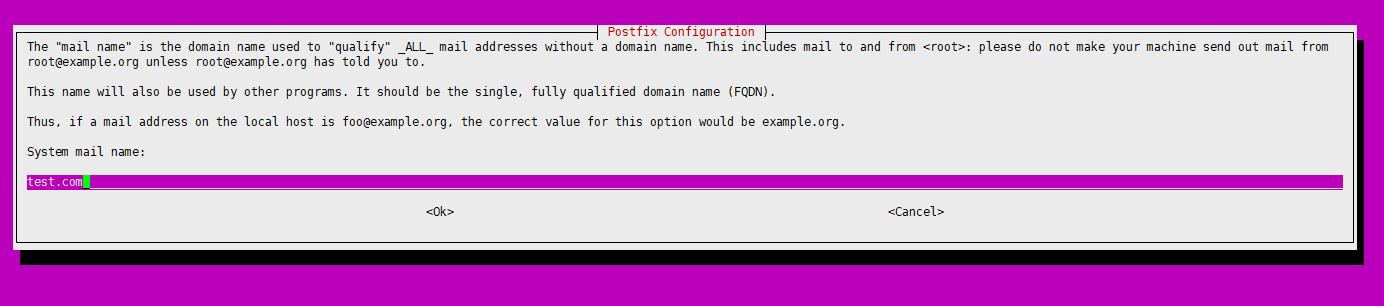 Postfix Configuration
The "mail name" is the domain name used to "qualify" _ALL_ mail addresses without a domain name. This includes mail to and from <root>: please do not make your machine send out mail from
root@example.org unless root@example.org has told you to.
This name will also be used by other programs. It should be the single, fully qualified domain name (FQDN).
Thus, if a mail address on the local host is foo@example.org, the correct value for this option would be example.org.
System mail name:
test.com
<Ok> <Cancel>